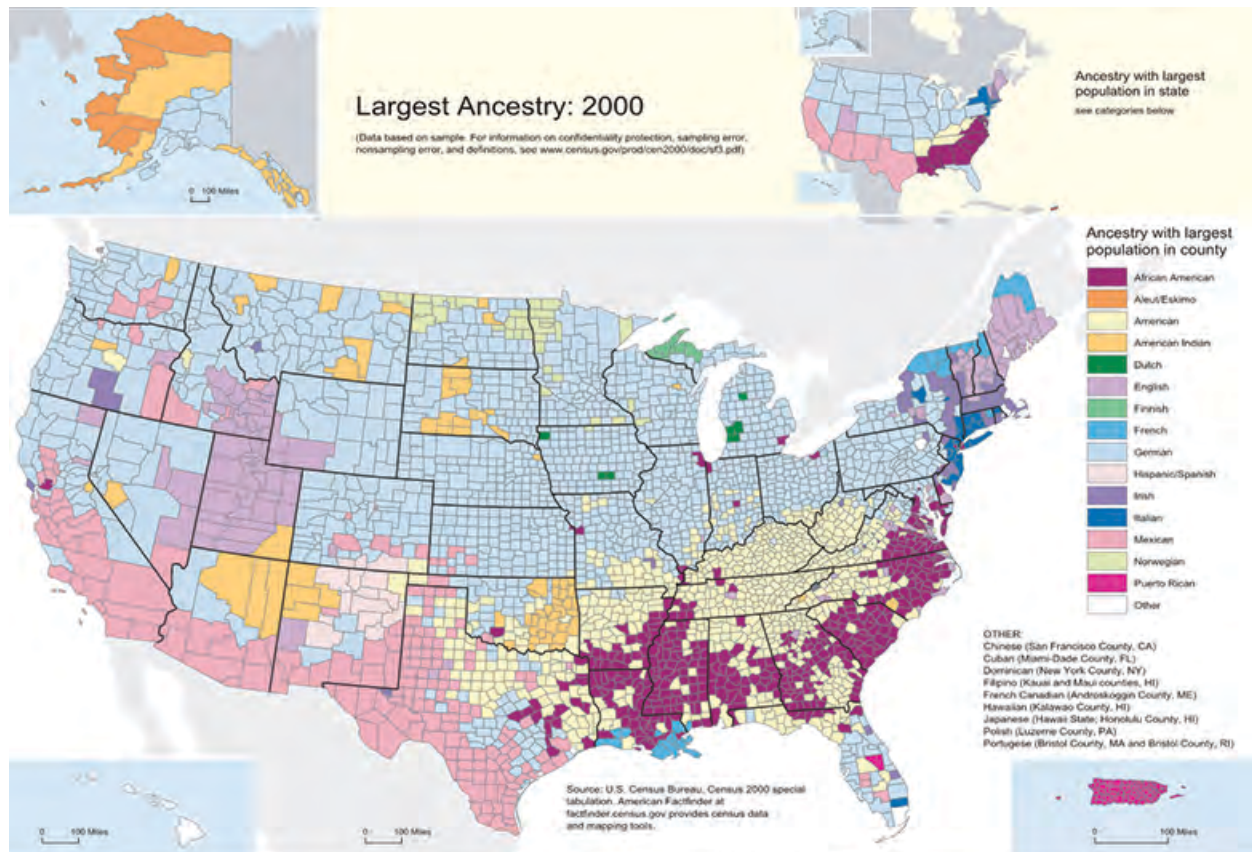 Largest Ancestry: 2000
(Data based on sample. For information on confidentiality protection, sampling error,
nonsampling error, and definitions, see www.census.gov/prod/cen2000/doc/sf3.pdf)
Ancestry with largest
population in state
see categories below
0 100 Miles
Ancestry with largest
population in county
African American
Aleut/Eskimo
American
American Indian
Dutch
English
Finnish
French
German
Hispanic/Spanish
Irish
Italian
Mexican
Norwegian
Puerto Rican
Other
OTHER:
Chinese (San Francisco County, CA)
Cuban (Miami-Dade County, FL)
Dominican (New York County, NY)
Filipino (Kauai and Maui counties, HI)
French Canadian (Androskoggin County, ME)
Hawaiian (Kalawao County, HI)
Japanese (Hawaii State; Honolulu County, HI)
Polish (Luzerne County, PA)
Portugese (Bristol County, MA and Bristol County, RI)
Source: U.S. Census Bureau, Census 2000 special
tabulation. American Factfinder at
factfinder.census.gov provides census data
and mapping tools.
0 100 Miles
0 100 Miles
0 100 Miles